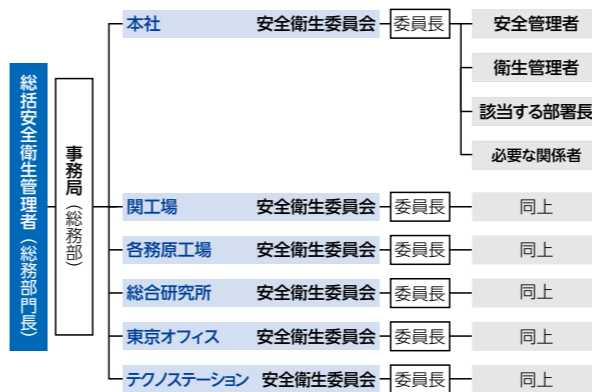 総括安全衛生管理者（総務部門長）
事務局
（総務部）
本社 安全衛生委員会 委員長 安全管理者
衛生管理者
該当する部署長
必要な関係者
関工場 安全衛生委員会 委員長 同上
各務原工場 安全衛生委員会 委員長 同上
総合研究所 安全衛生委員会 委員長 同上
東京オフィス 安全衛生委員会 委員長 同上
テクノステーション 安全衛生委員会 委員長 同上